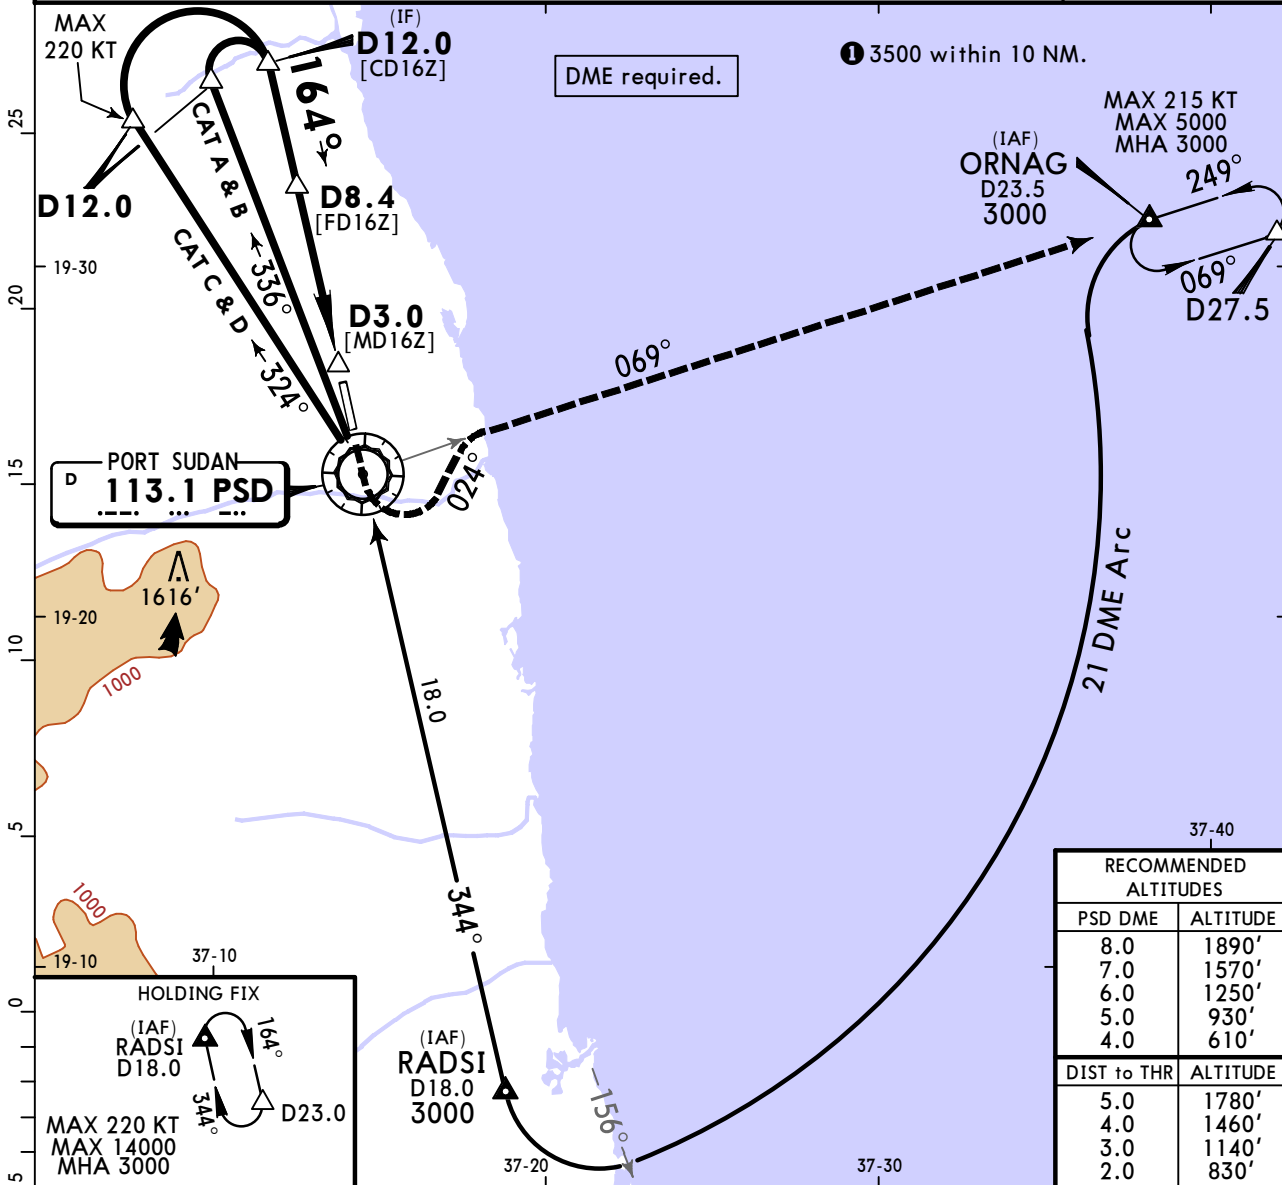 MAX
220 KT
(IF)
D12.0
[CD16Z]
164°
DME required.
1 3500 within 10 NM.
MAX 215 KT
MAX 5000
MHA 3000
(IAF)
ORNAG
D23.5
3000
249°
069°
D27.5
25
D12.0
CAT A & B
336°
CAT C & D
324°
D8.4
[FD16Z]
19-30
20
D3.0
[MD16Z]
069°
024°
15
PORT SUDAN
D 113.1 PSD
1616'
19-20
10
1000
18.0
21 DME Arc
5
344°
1000
37-40
19-10
37-10
0
5
HOLDING FIX
(IAF)
RADSI
D18.0
164°
344°
D23.0
MAX 220 KT
MAX 14000
MHA 3000
(IAF)
RADSI
D18.0
3000
156°
37-20
37-30
RECOMMENDED
ALTITUDES
PSD DME ALTITUDE
8.0 1890'
7.0 1570'
6.0 1250'
5.0 930'
4.0 610'
DIST to THR ALTITUDE
5.0 1780'
4.0 1460'
3.0 1140'
2.0 830'